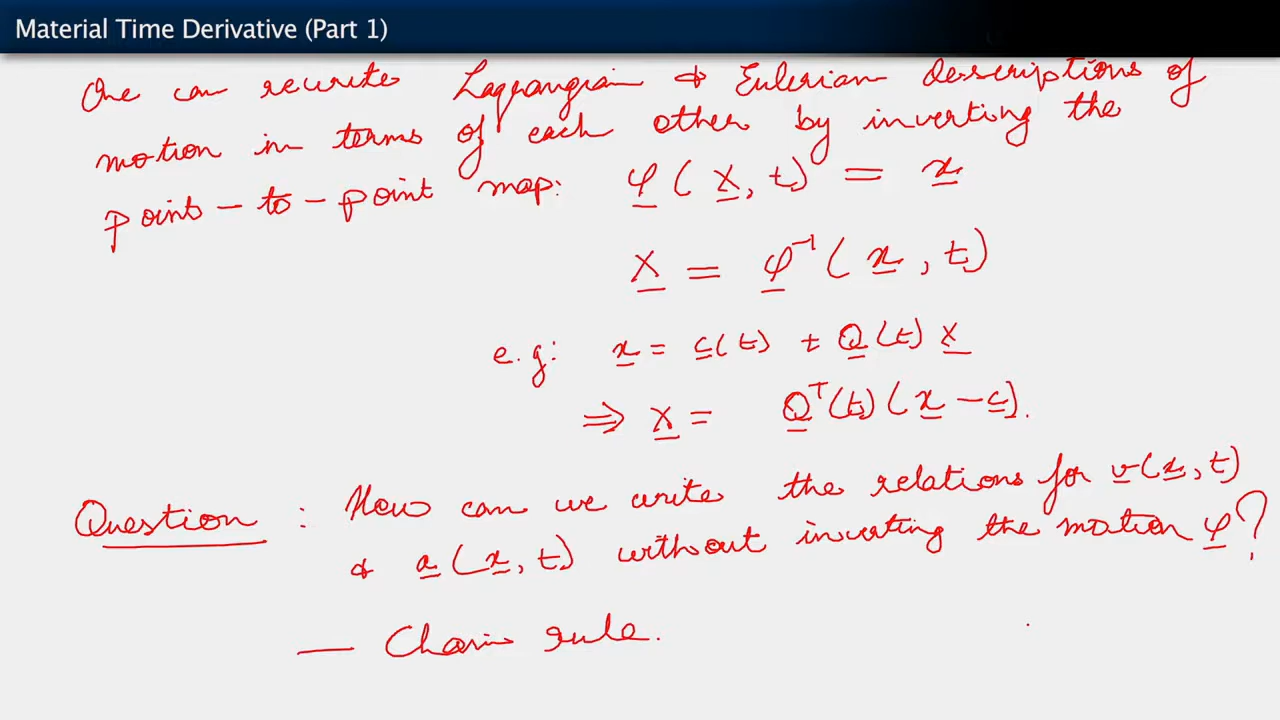 Material Time Derivative (Part 1)
One can rewrite Lagrangian & Eulerian descriptions of
motion in terms of each other by inverting the
point-to-point map: φ(X, t) = x
X = φ⁻¹(x, t)
e.g: x = c(t) + Q(t) X
⇒ X = Qᵀ(t)(x - c).
Question : How can we write the relations for v(x, t)
& a(x, t) without inverting the motion φ?
— Chain rule.